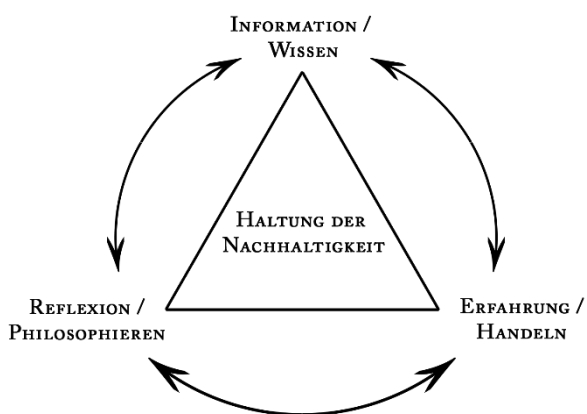 Information /
Wissen
Haltung der
Nachhaltigkeit
Reflexion /
Philosophieren
Erfahrung /
Handeln